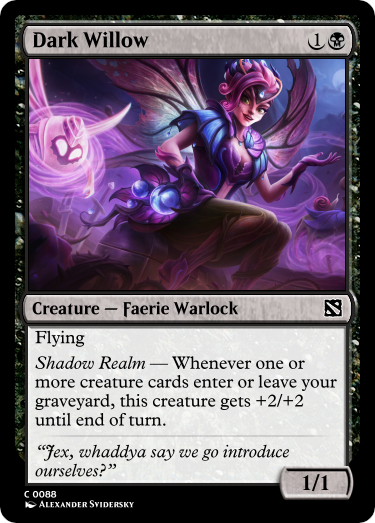 Dark Willow 1
Creature — Faerie Warlock
Flying
Shadow Realm — Whenever one or
more creature cards enter or leave your
graveyard, this creature gets +2/+2
until end of turn.
“Jex, whaddya say we go introduce
ourselves?”
1/1
C 0088
Alexander Svidersky